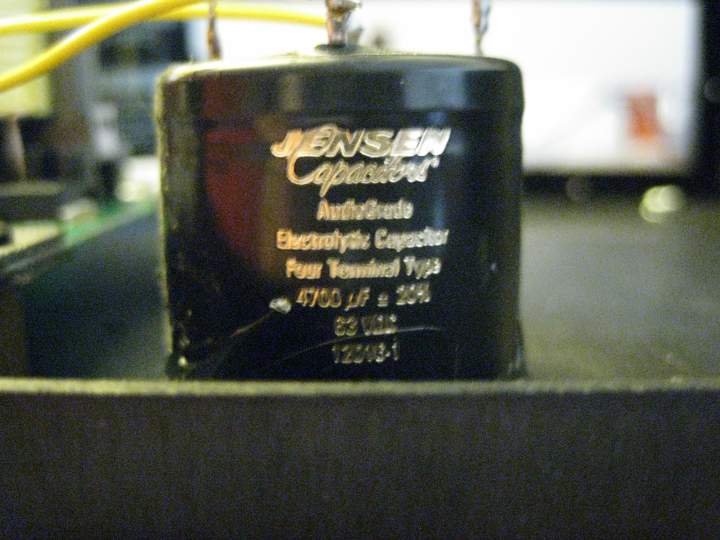 JENSEN
Capacitors
AudioGrade
Electrolytic Capacitor
Four Terminal Type
4700 µF ± 20%
63 VDC